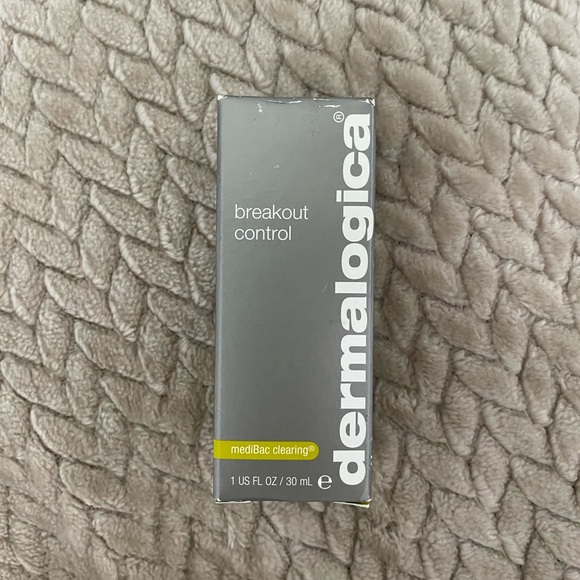 breakout
control
dermalogica®
mediBac clearing®
1 US FL OZ / 30 mL ℮